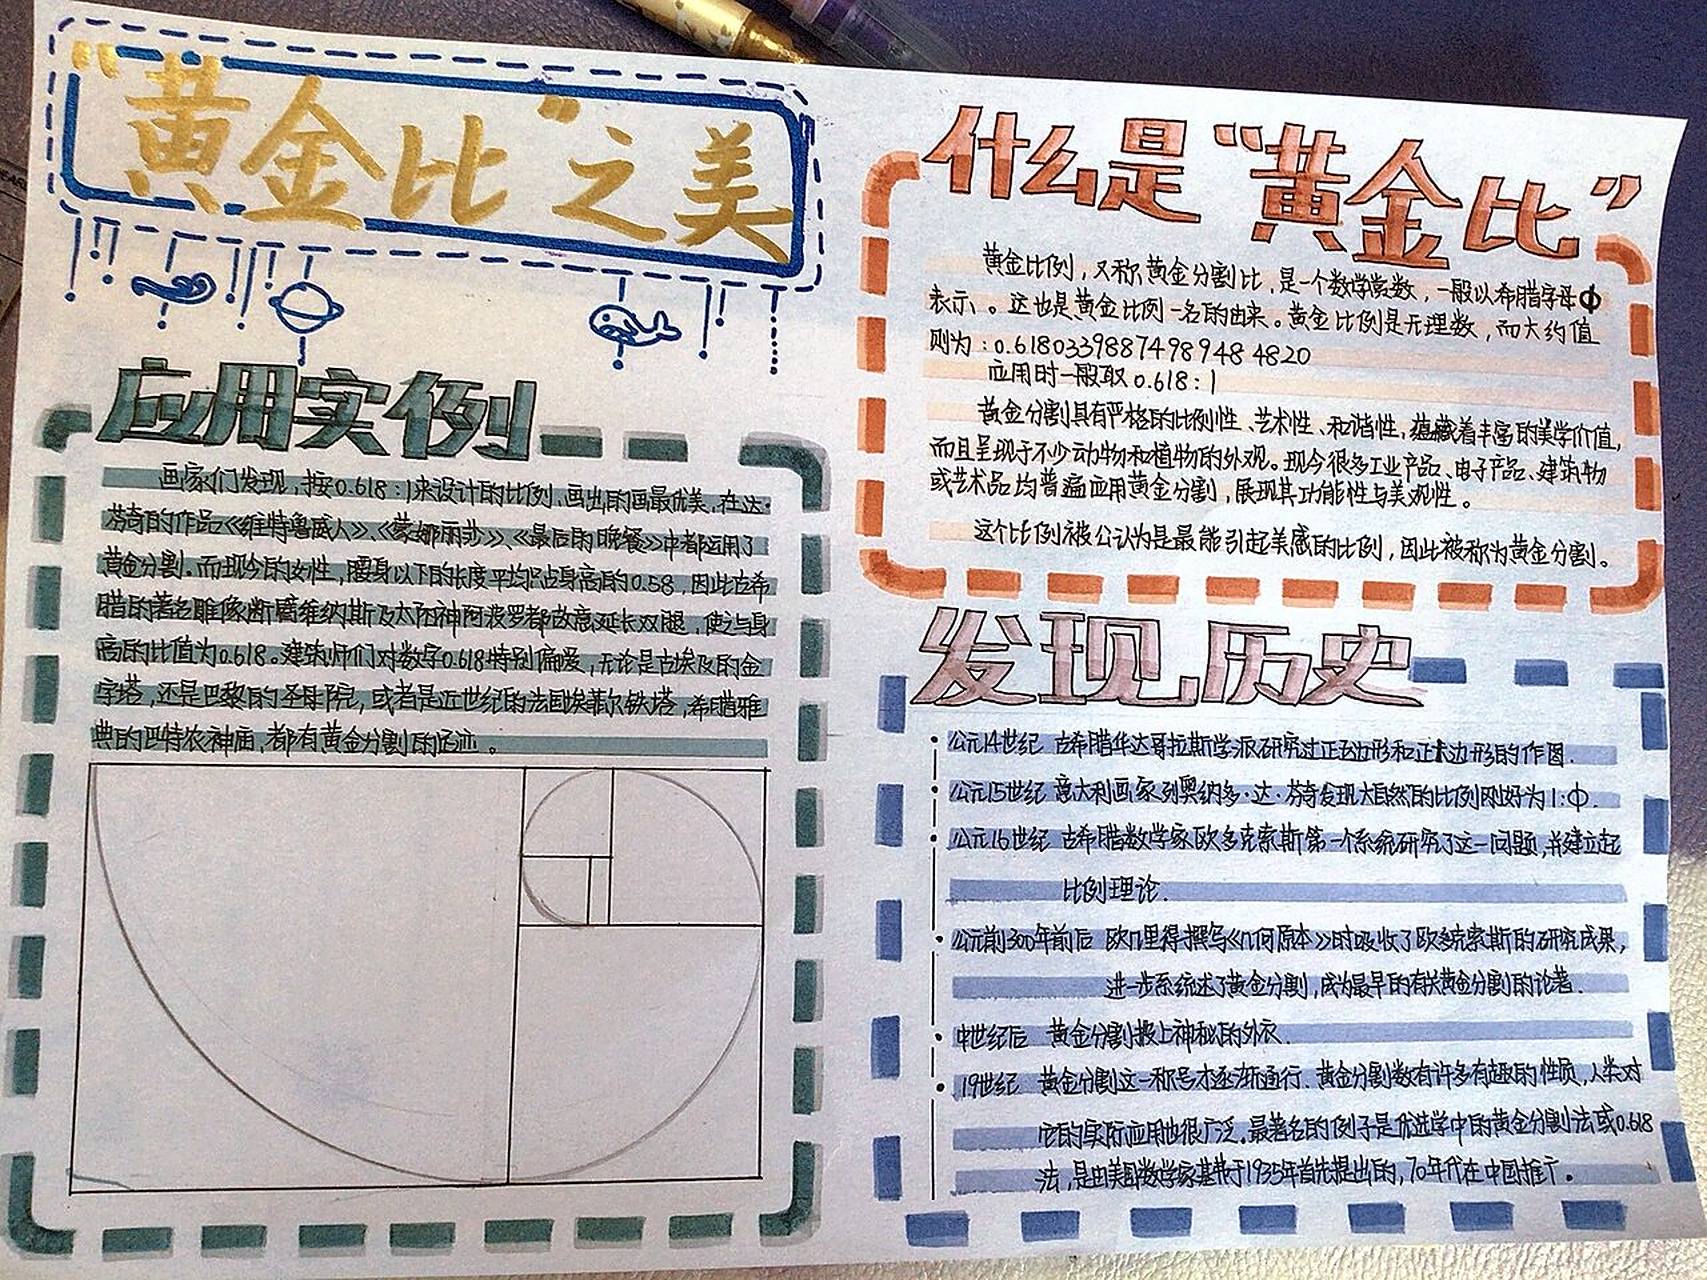 “黄金比”之美
应用实例
画家们发现,按0.618:1来设计的比例,画出的画最优美,在达·
芬奇的作品《维特鲁威人》、《蒙娜丽莎》、《最后的晚餐》中都运用了
黄金分割.而现今的女性,腰身以下的长度平均只占身高的0.58,因此古希
腊的著名雕像断臂维纳斯及太阳神阿波罗都故意延长双腿,使之与身
高的比值为0.618。建筑师们对数字0.618特别偏爱,无论是古埃及的金
字塔,还是巴黎的圣母院,或者是近世纪的法国埃菲尔铁塔,希腊雅
典的巴特农神庙,都有黄金分割的足迹。
什么是“黄金比”
黄金比例,又称黄金分割比,是一个数学常数,一般以希腊字母Φ
表示。这也是黄金比例一名的由来。黄金比例是无理数,而大约值
则为:0.61803398874989484820
应用时一般取0.618:1
黄金分割具有严格的比例性、艺术性、和谐性,蕴藏着丰富的美学价值,
而且呈现于不少动物和植物的外观。现今很多工业产品、电子产品、建筑物
或艺术品均普遍应用黄金分割,展现其功能性与美观性。
这个比例被公认为是最能引起美感的比例,因此被称为黄金分割。
发现历史
公元14世纪 古希腊华达哥拉斯学派研究过正五边形和正十边形的作图.
公元15世纪 意大利画家列奥纳多·达·芬奇发现大自然的比例刚好为1:Φ.
公元16世纪 古希腊数学家欧多克索斯第一个系统研究了这一问题,并建立起
比例理论.
公元前300年前后 欧几里得撰写《几何原本》时吸收了欧多克索斯的研究成果,
进一步系统述了黄金分割,成为最早的有关黄金分割的论著.
中世纪后 黄金分割披上神秘的外衣.
19世纪 黄金分割这一称号才逐渐通行.黄金分割数有许多有趣的性质,人类对
它的实际应用也很广泛.最著名的例子是优选学中的黄金分割法或0.618
法,是由美国数学家基弗于1935年首先提出的,70年代在中国推广.